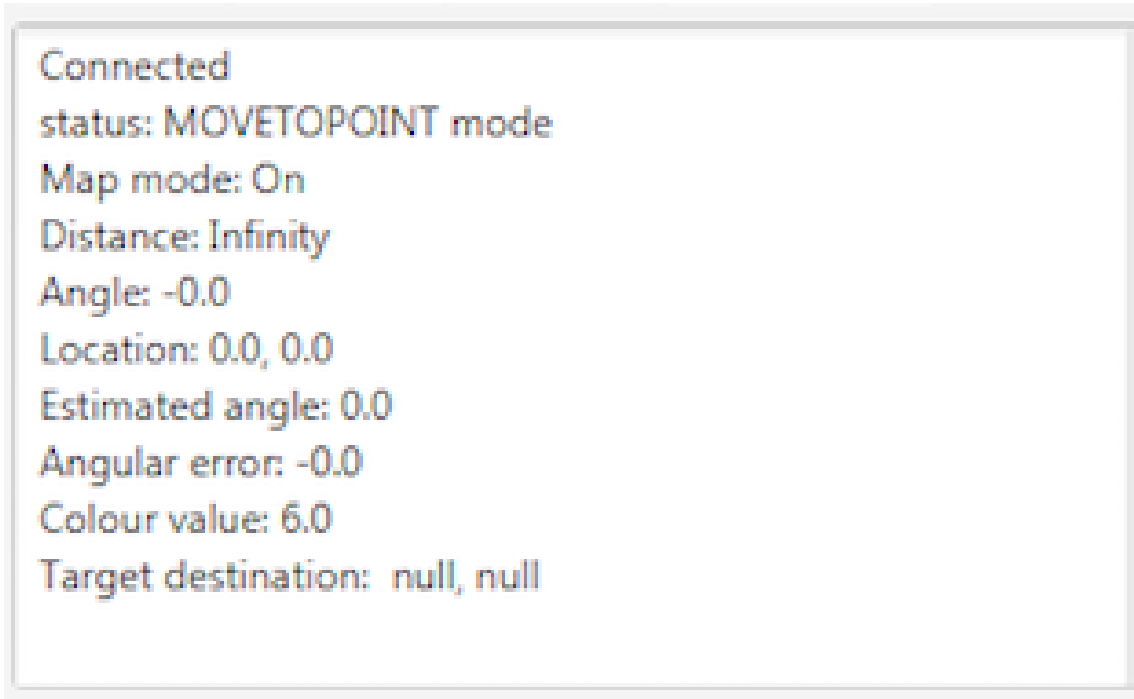 Connected
status: MOVETOPOINT mode
Map mode: On
Distance: Infinity
Angle: -0.0
Location: 0.0, 0.0
Estimated angle: 0.0
Angular error: -0.0
Colour value: 6.0
Target destination:  null, null